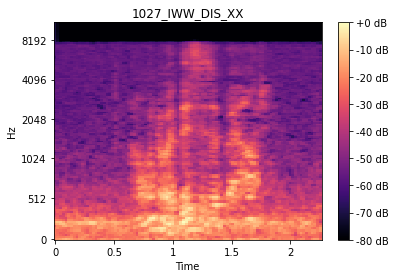 1027_IWW_DIS_XX
+0 dB
8192
-10 dB
4096
-20 dB
-30 dB
2048
Hz
-40 dB
1024
-50 dB
512
-60 dB
-70 dB
0
-80 dB
0 0.5 1 1.5 2
Time